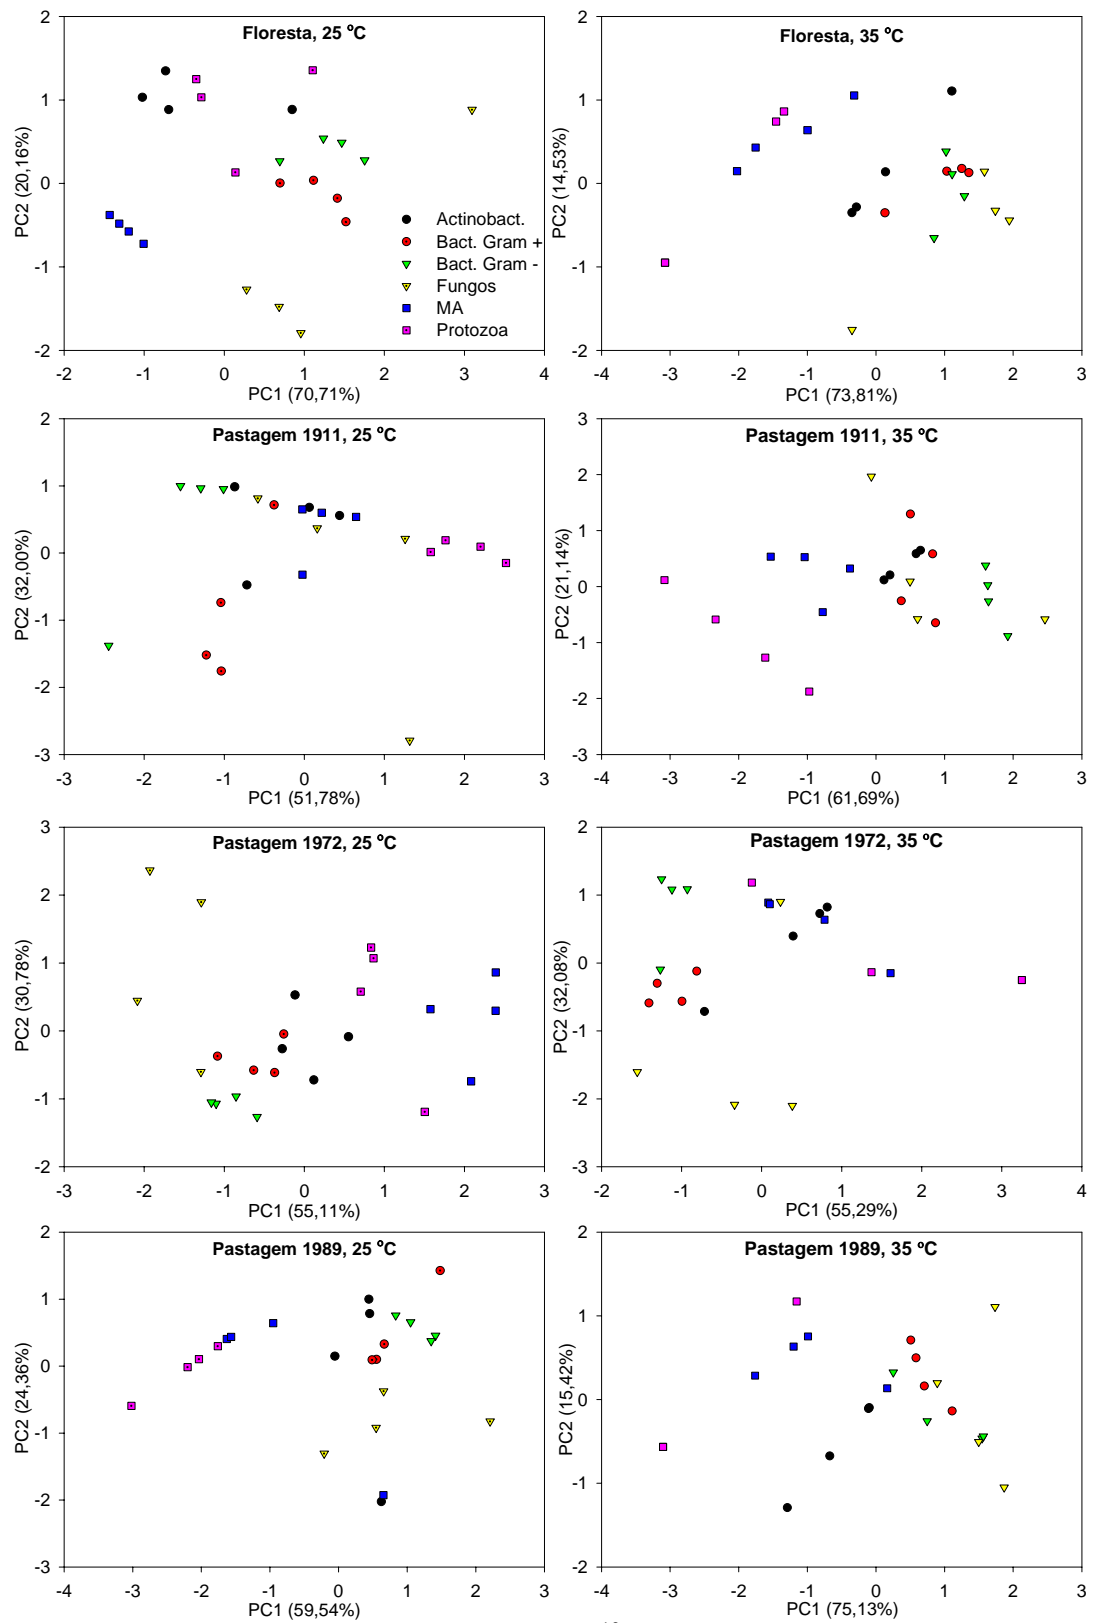 Floresta, 25 ºC
2
1
0
-1
-2
PC2 (20,16%)
Actinobact.
Bact. Gram +
Bact. Gram -
Fungos
MA
Protozoa
-2 -1 0 1 2 3 4
PC1 (70,71%)
Floresta, 35 ºC
2
1
0
-1
-2
PC2 (14,53%)
-4 -3 -2 -1 0 1 2 3
PC1 (73,81%)
Pastagem 1911, 25 ºC
2
1
0
-1
-2
-3
PC2 (32,00%)
-3 -2 -1 0 1 2 3
PC1 (51,78%)
Pastagem 1911, 35 ºC
3
2
1
0
-1
-2
-3
PC2 (21,14%)
-4 -3 -2 -1 0 1 2 3
PC1 (61,69%)
Pastagem 1972, 25 ºC
3
2
1
0
-1
-2
PC2 (30,78%)
-3 -2 -1 0 1 2 3
PC1 (55,11%)
Pastagem 1972, 35 ºC
2
1
0
-1
-2
-3
PC2 (32,08%)
-2 -1 0 1 2 3 4
PC1 (55,29%)
Pastagem 1989, 25 ºC
2
1
0
-1
-2
-3
PC2 (24,36%)
-4 -3 -2 -1 0 1 2 3
PC1 (59,54%)
Pastagem 1989, 35 ºC
2
1
0
-1
-2
PC2 (15,42%)
-4 -3 -2 -1 0 1 2 3
PC1 (75,13%)